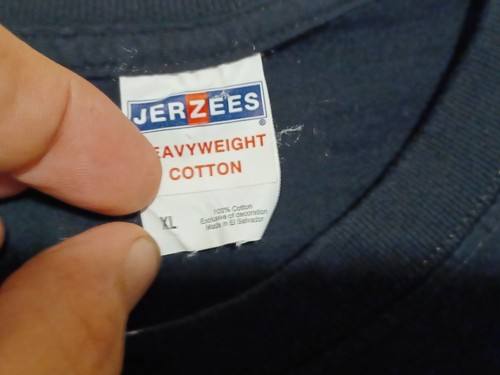 JERZEES®
EAVYWEIGHT
COTTON
XL
100% Cotton
Exclusive of decoration
Made in El Salvador